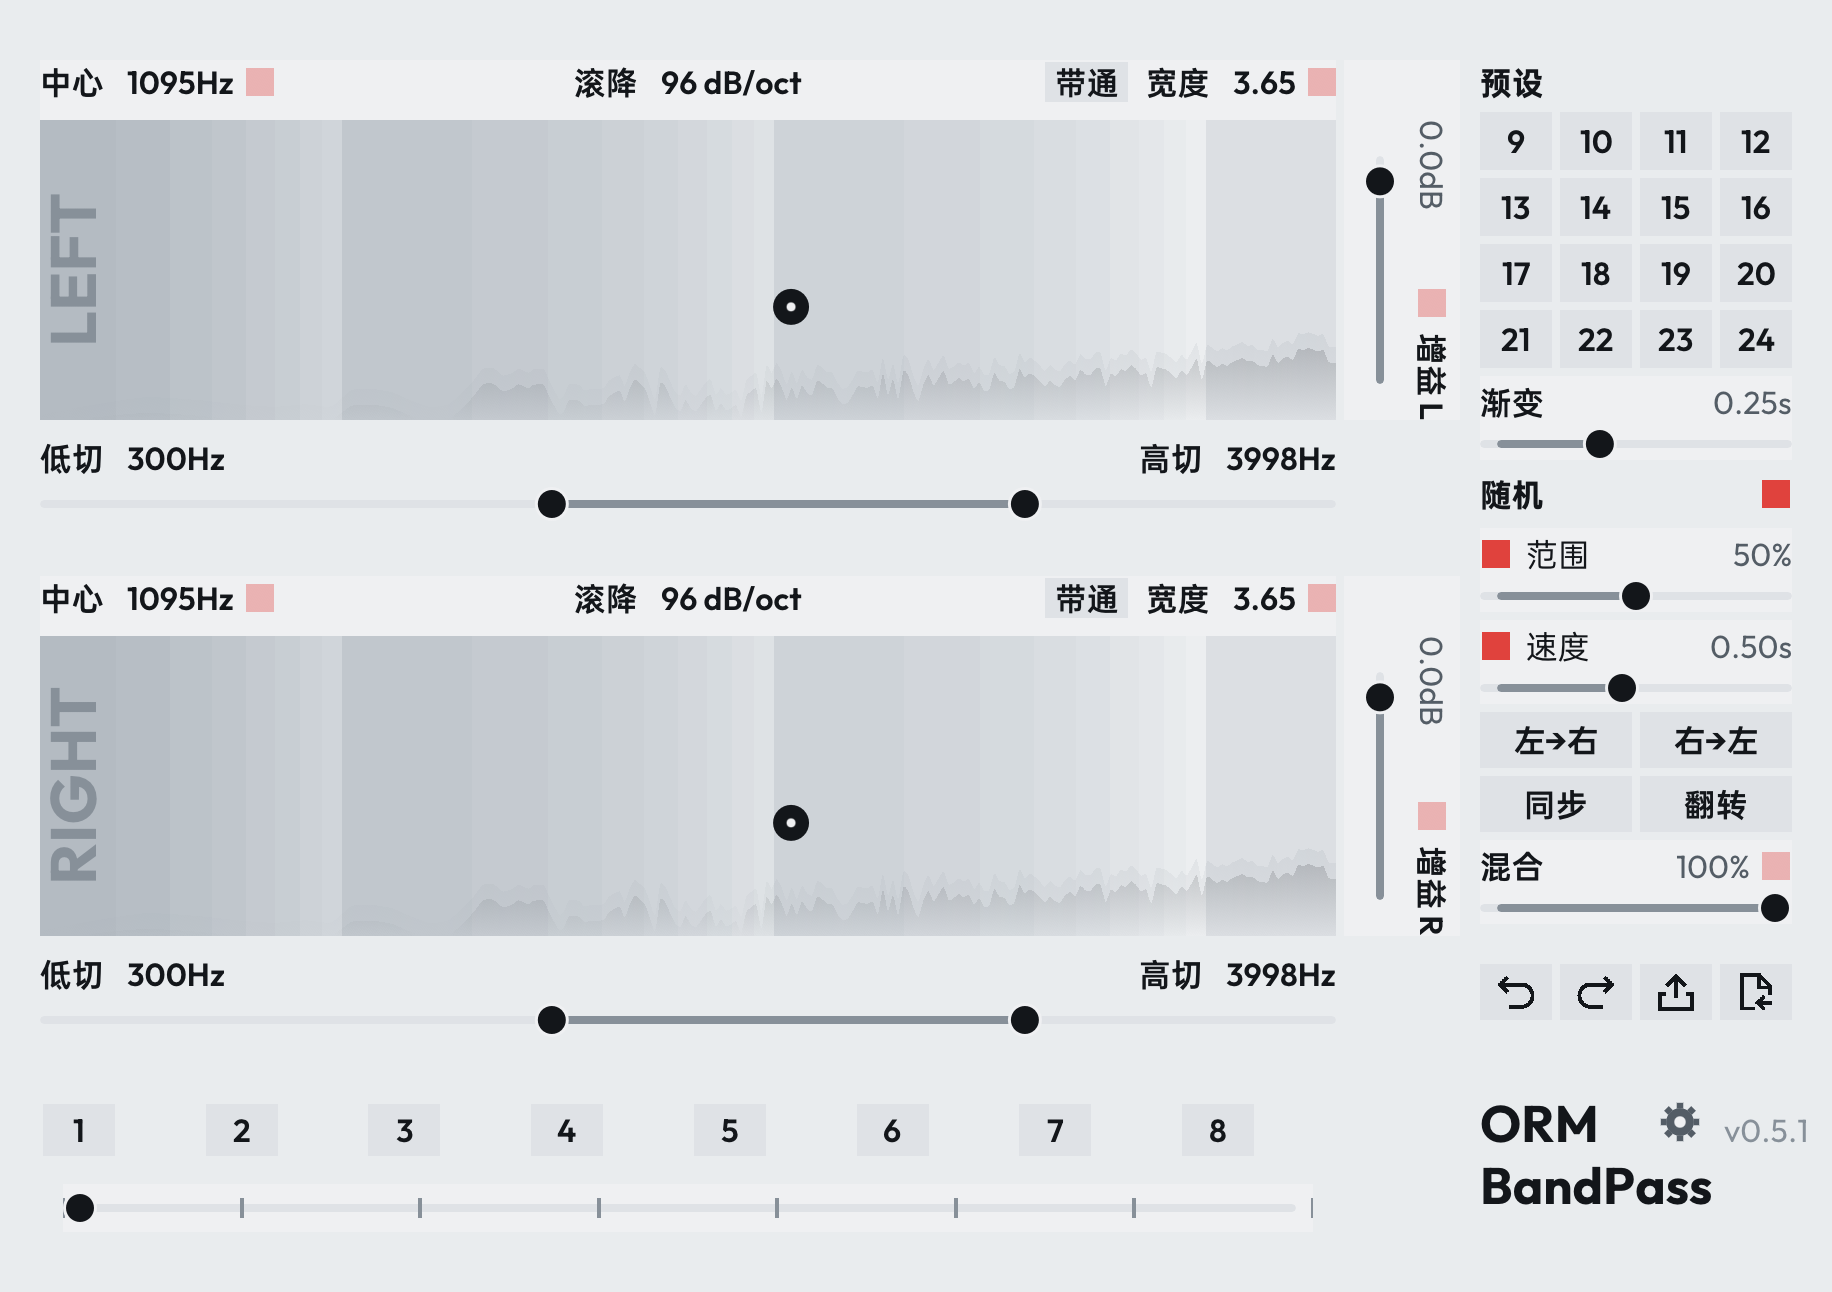 中心 1095Hz 滚降 96 dB/oct 带通 宽度 3.65
LEFT
0.0dB
增益 L
低切 300Hz 高切 3998Hz
中心 1095Hz 滚降 96 dB/oct 带通 宽度 3.65
RIGHT
0.0dB
增益 R
低切 300Hz 高切 3998Hz
1 2 3 4 5 6 7 8
预设
9 10 11 12
13 14 15 16
17 18 19 20
21 22 23 24
渐变 0.25s
随机
范围 50%
速度 0.50s
左→右 右→左
同步 翻转
混合 100%
ORM v0.5.1
BandPass